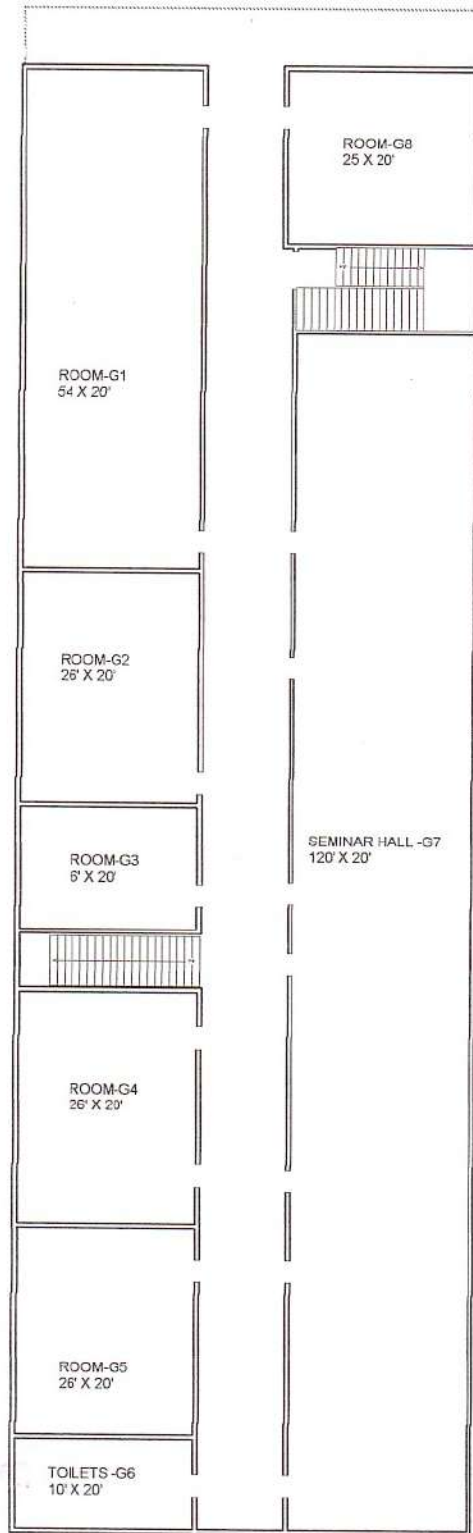 ROOM-G8
25 X 20'
ROOM-G1
54 X 20'
ROOM-G2
26' X 20'
SEMINAR HALL -G7
120' X 20'
ROOM-G3
6' X 20'
ROOM-G4
26' X 20'
ROOM-G5
26' X 20'
TOILETS -G6
10' X 20'